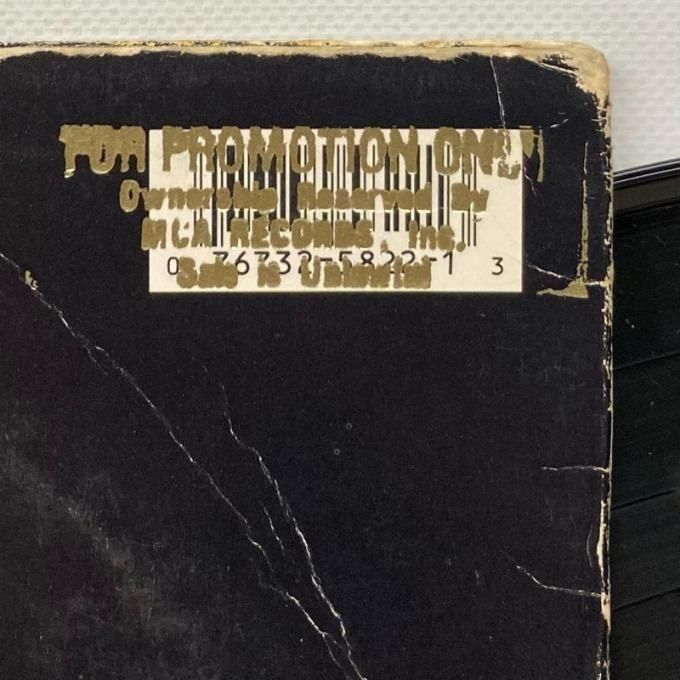 FOR PROMOTION ONLY
Ownership Reserved By
MCA RECORDS, Inc.
Sale is Unlawful
0 76732-5822-1 3